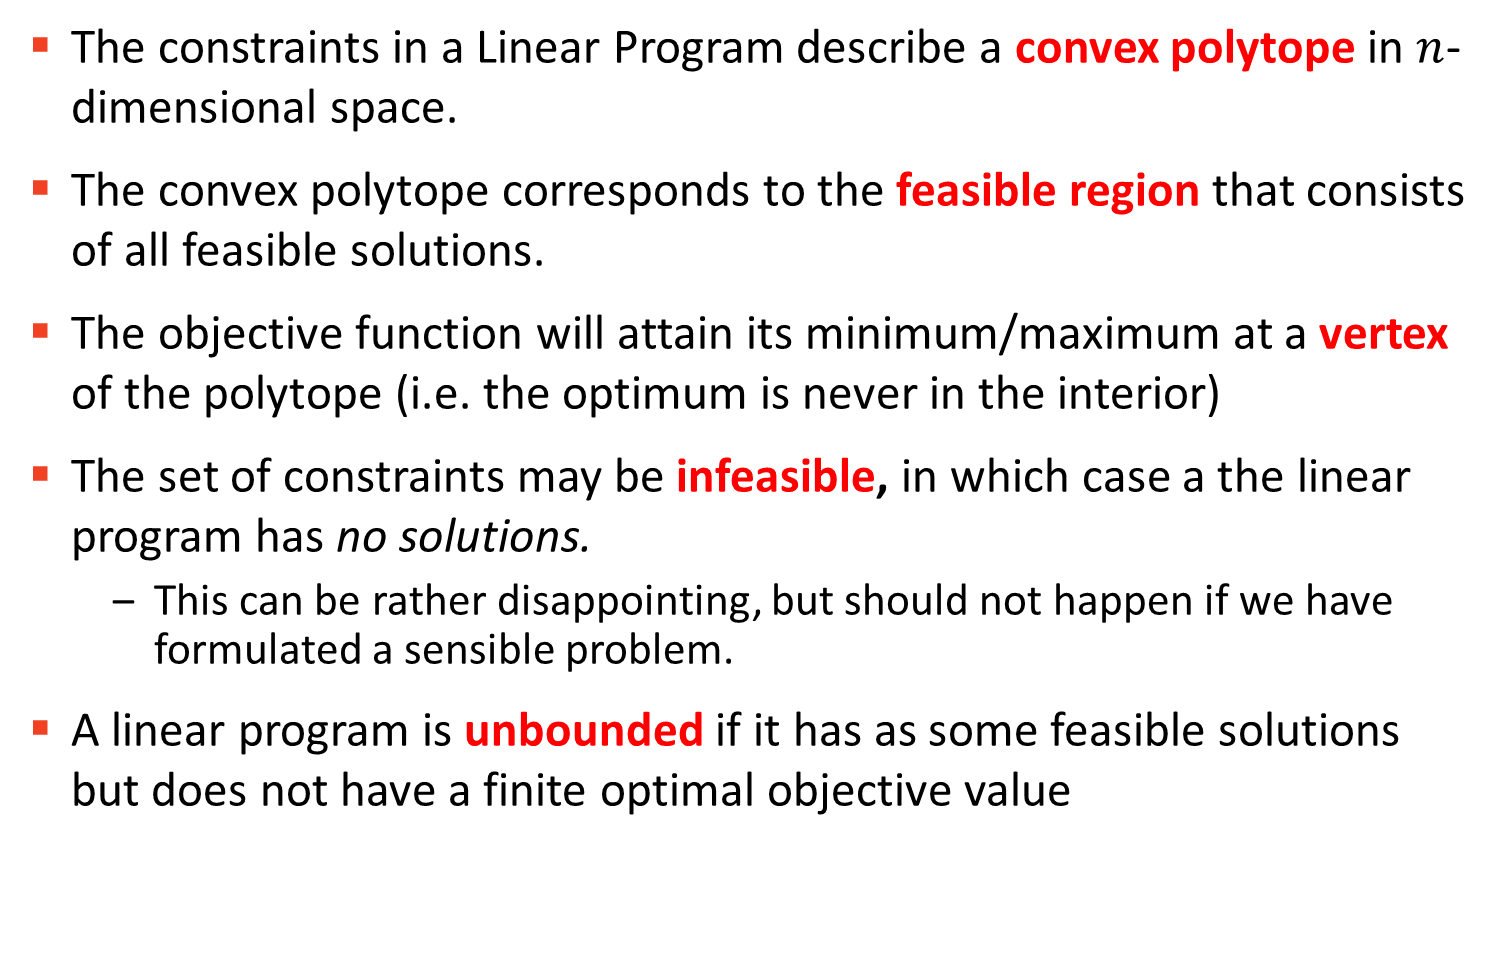 ▪ The constraints in a Linear Program describe a convex polytope in 𝑛-
dimensional space.
▪ The convex polytope corresponds to the feasible region that consists
of all feasible solutions.
▪ The objective function will attain its minimum/maximum at a vertex
of the polytope (i.e. the optimum is never in the interior)
▪ The set of constraints may be infeasible, in which case a the linear
program has no solutions.
– This can be rather disappointing, but should not happen if we have
formulated a sensible problem.
▪ A linear program is unbounded if it has as some feasible solutions
but does not have a finite optimal objective value